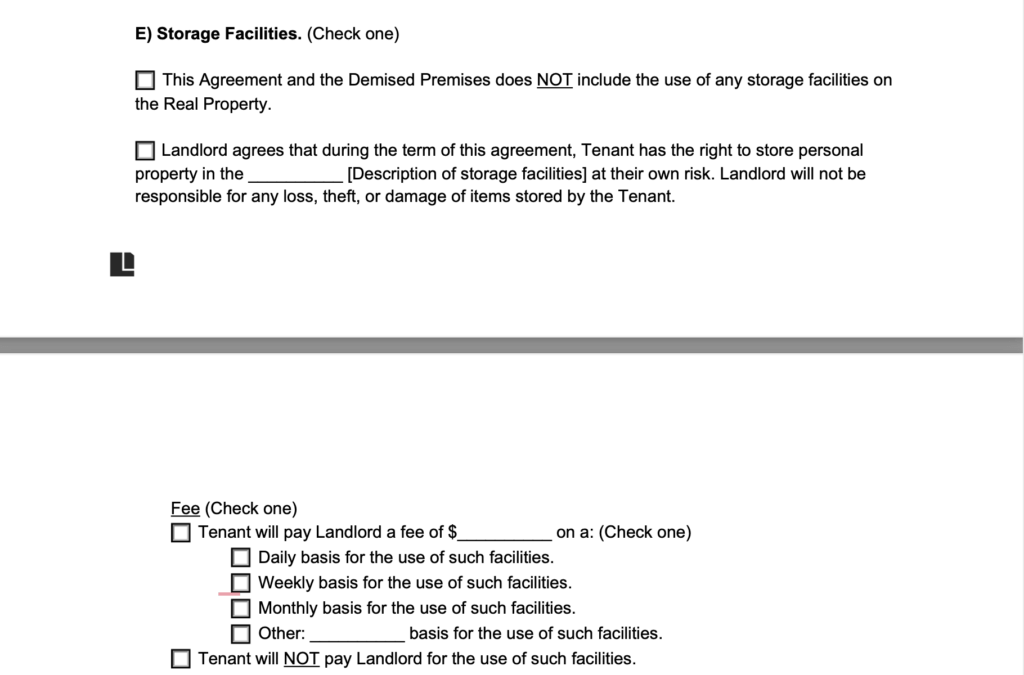 E) Storage Facilities. (Check one)
This Agreement and the Demised Premises does NOT include the use of any storage facilities on
the Real Property.
Landlord agrees that during the term of this agreement, Tenant has the right to store personal
property in the __________ [Description of storage facilities] at their own risk. Landlord will not be
responsible for any loss, theft, or damage of items stored by the Tenant.
Fee (Check one)
Tenant will pay Landlord a fee of $__________ on a: (Check one)
Daily basis for the use of such facilities.
Weekly basis for the use of such facilities.
Monthly basis for the use of such facilities.
Other: __________ basis for the use of such facilities.
Tenant will NOT pay Landlord for the use of such facilities.